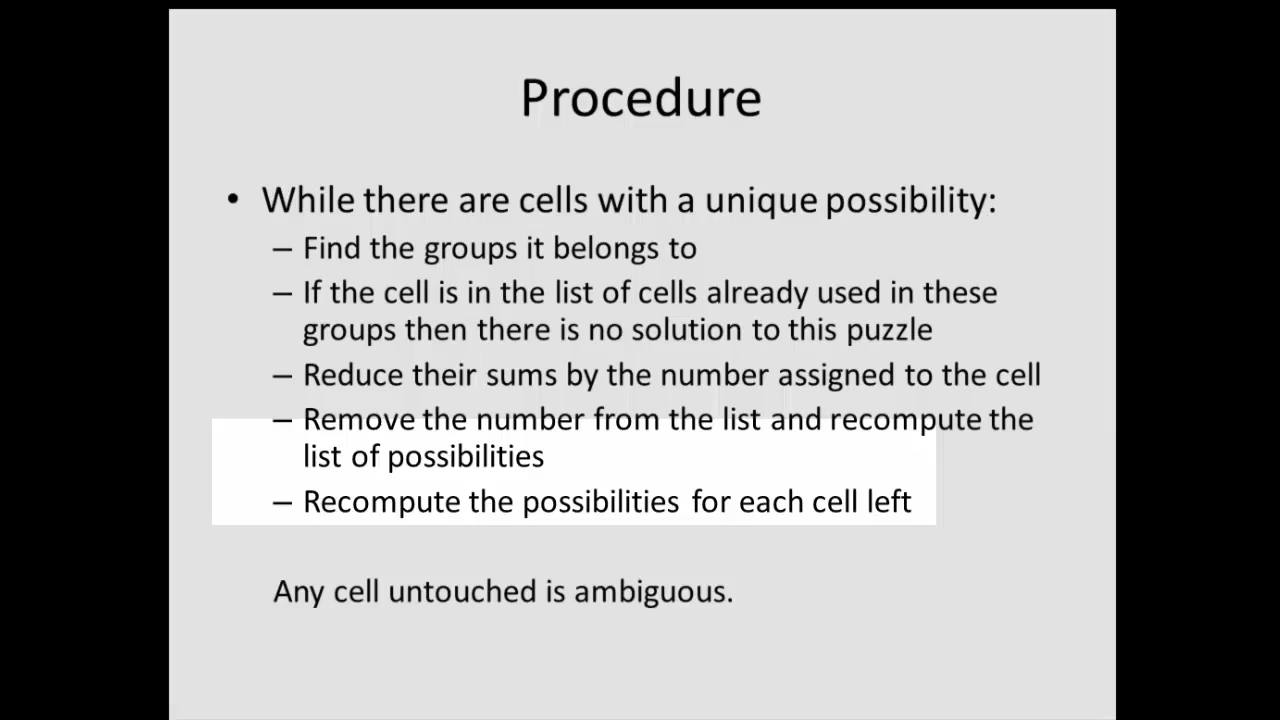 Procedure
• While there are cells with a unique possibility:
– Find the groups it belongs to
– If the cell is in the list of cells already used in these
groups then there is no solution to this puzzle
– Reduce their sums by the number assigned to the cell
– Remove the number from the list and recompute the
list of possibilities
– Recompute the possibilities for each cell left
Any cell untouched is ambiguous.